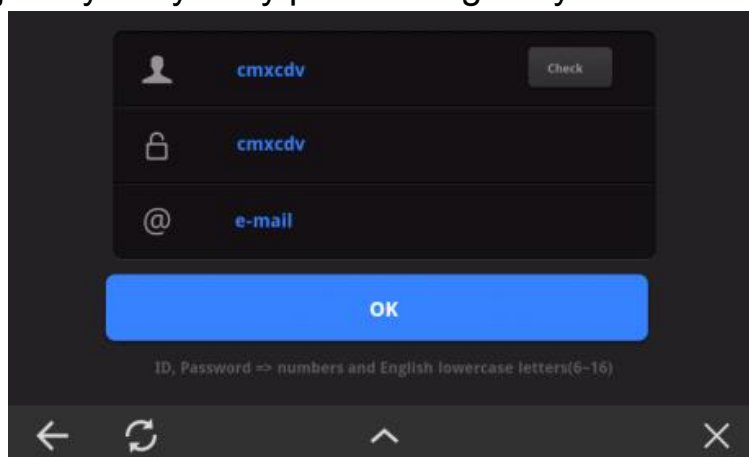 cmxcdv Check
cmxcdv
@ e-mail
OK
ID, Password => numbers and English lowercase letters(6~16)